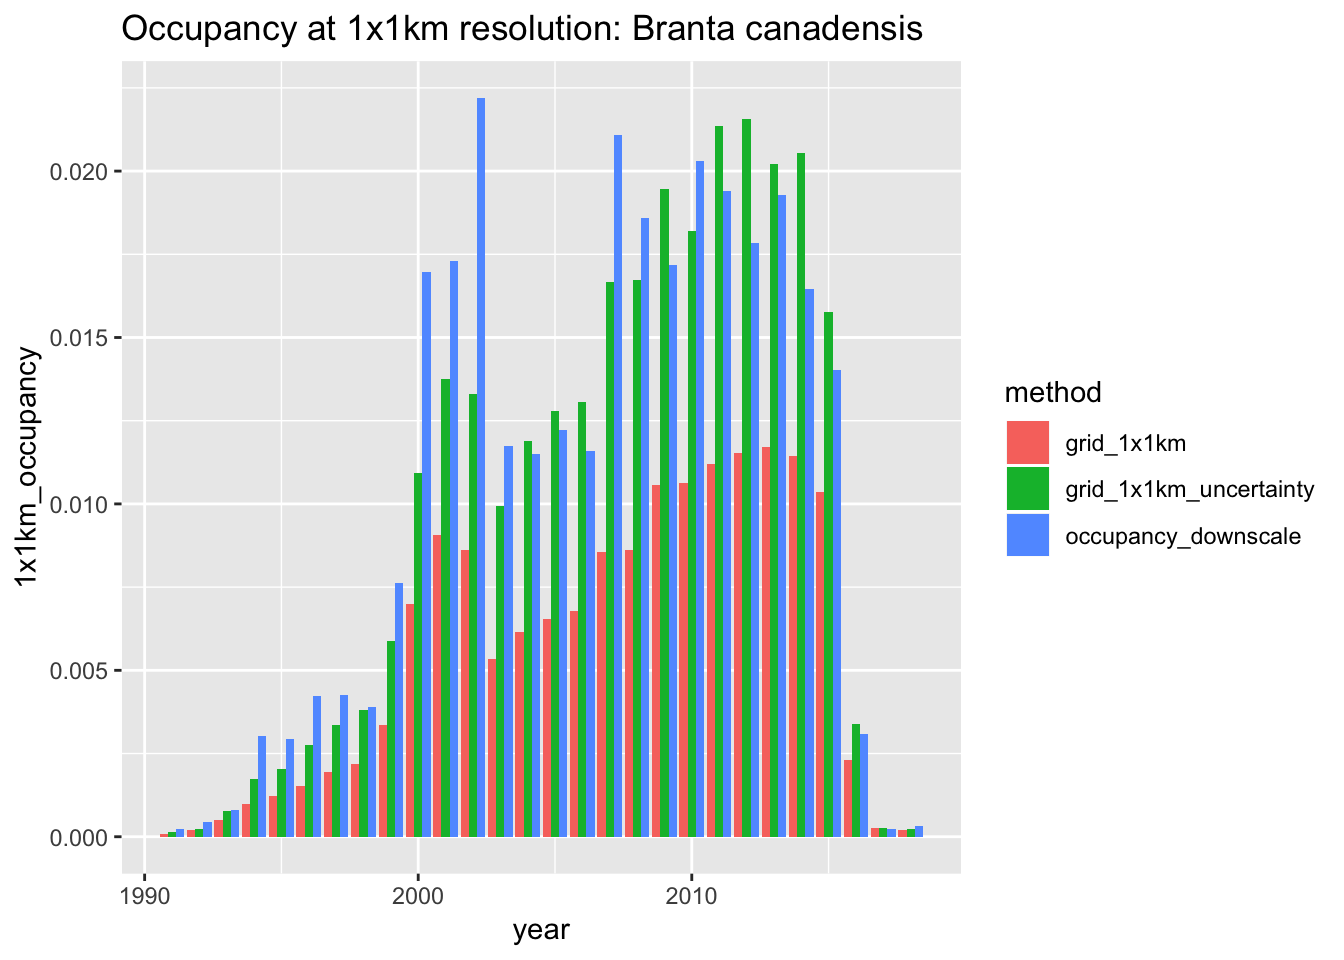 Occupancy at 1x1km resolution: Branta canadensis
0.020
0.015
0.010
0.005
0.000
1x1km_occupancy
1990
2000
2010
year
method
grid_1x1km
grid_1x1km_uncertainty
occupancy_downscale